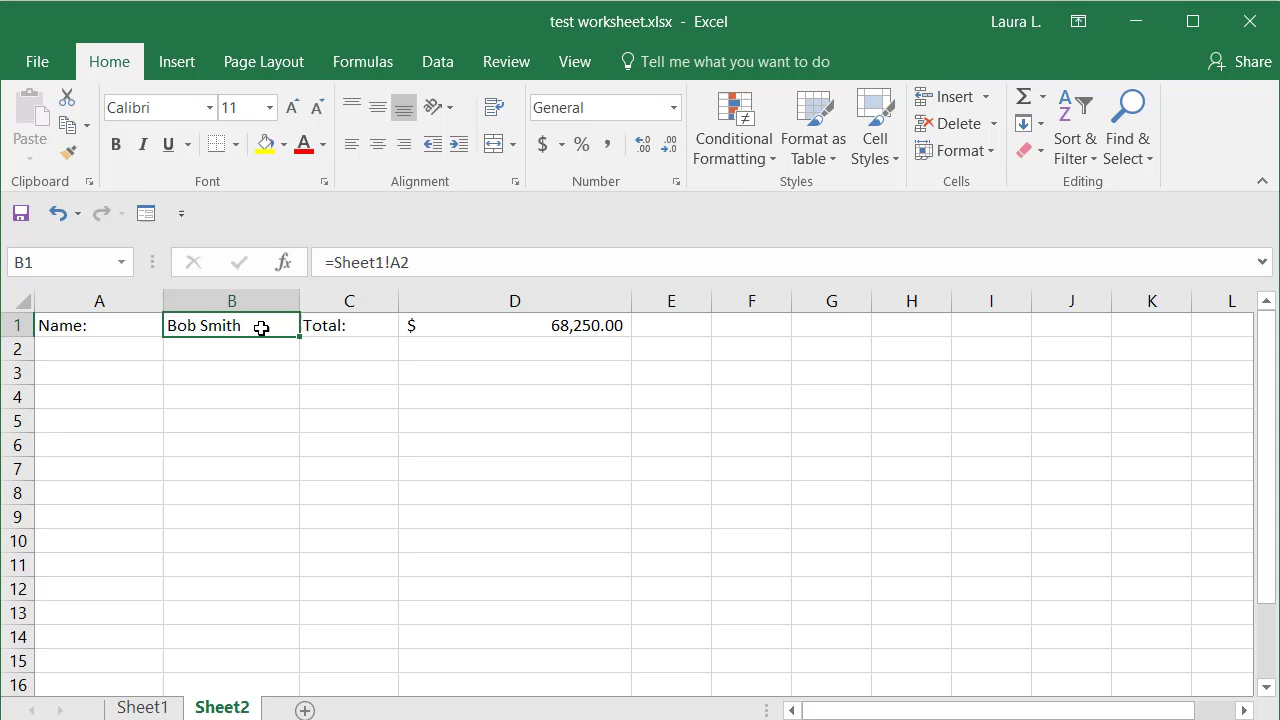 test worksheet.xlsx - Excel
Laura L.
File Home Insert Page Layout Formulas Data Review View Tell me what you want to do Share
Paste
Clipboard
Calibri 11
B I U A
Font
Alignment
General
$ % , .00 .00
Number
Conditional Formatting
Format as Table
Cell Styles
Styles
Insert
Delete
Format
Cells
Σ
Sort & Filter
Find & Select
Editing
B1 fx =Sheet1!A2
A B C D E F G H I J K L
1 Name: Bob Smith Total: $ 68,250.00
2
3
4
5
6
7
8
9
10
11
12
13
14
15
16
Sheet1 Sheet2